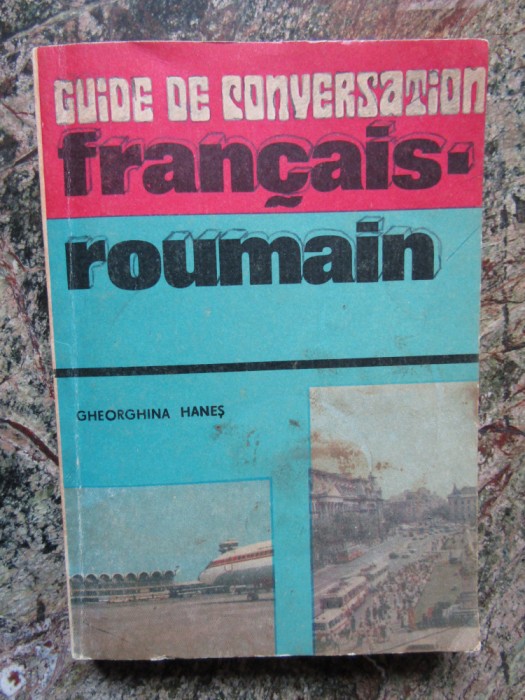 GUIDE DE CONVERSATION
français-
roumain
GHEORGHINA HANEȘ